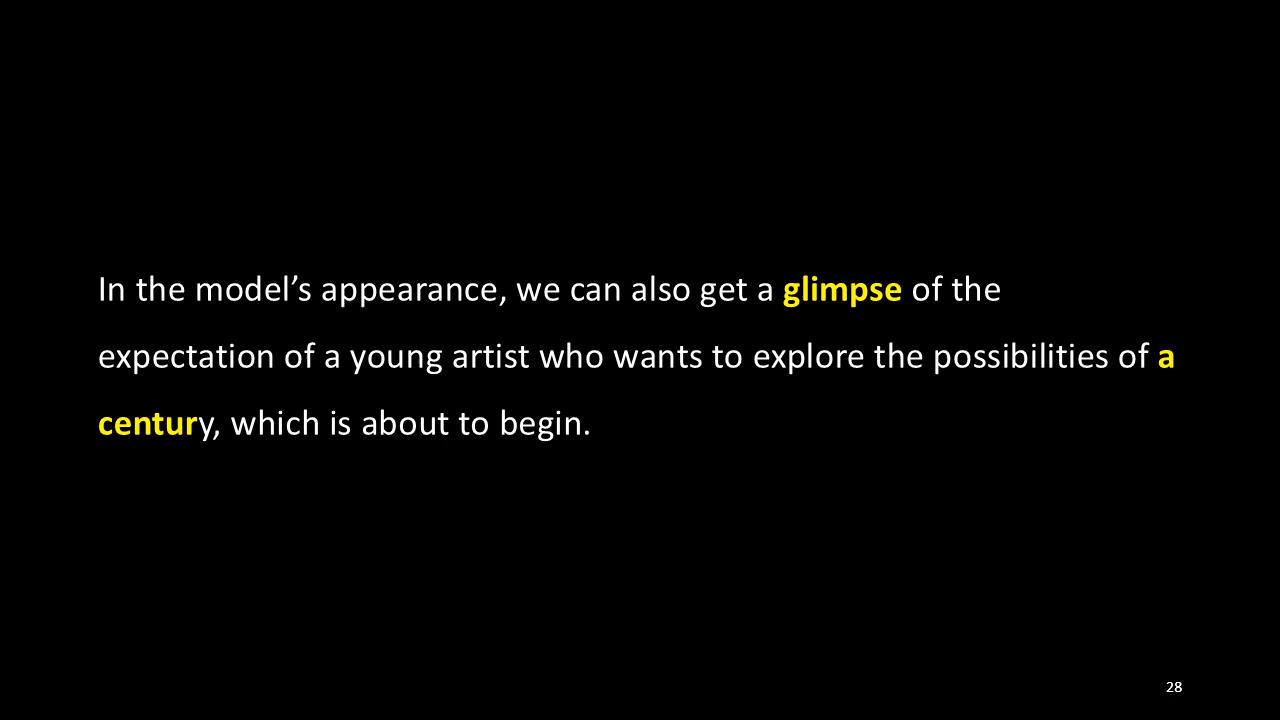 In the model’s appearance, we can also get a glimpse of the
expectation of a young artist who wants to explore the possibilities of a
century, which is about to begin.
28